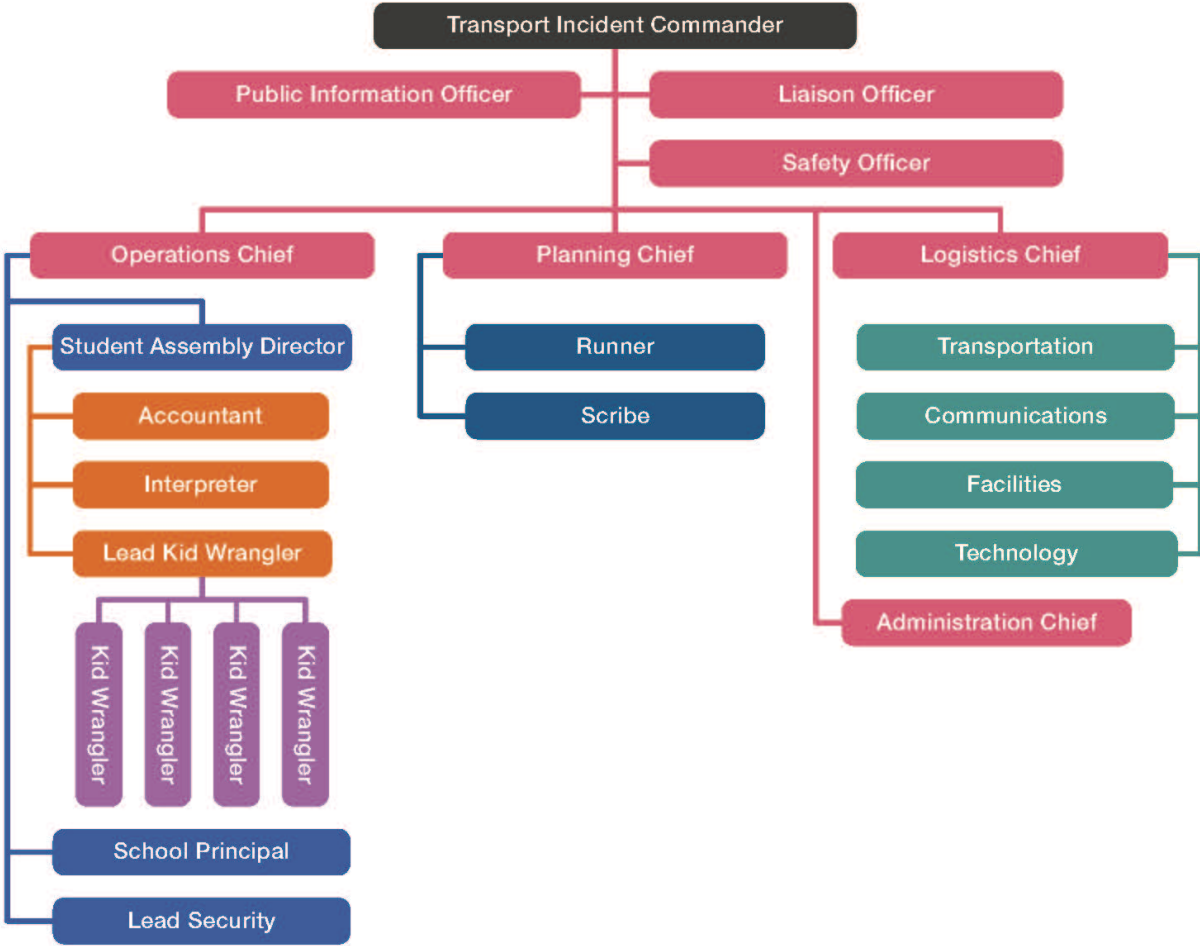 Transport Incident Commander
Public Information Officer
Liaison Officer
Safety Officer
Operations Chief
Planning Chief
Logistics Chief
Student Assembly Director
Runner
Transportation
Accountant
Scribe
Communications
Interpreter
Facilities
Lead Kid Wrangler
Technology
Administration Chief
Kid Wrangler
Kid Wrangler
Kid Wrangler
Kid Wrangler
School Principal
Lead Security